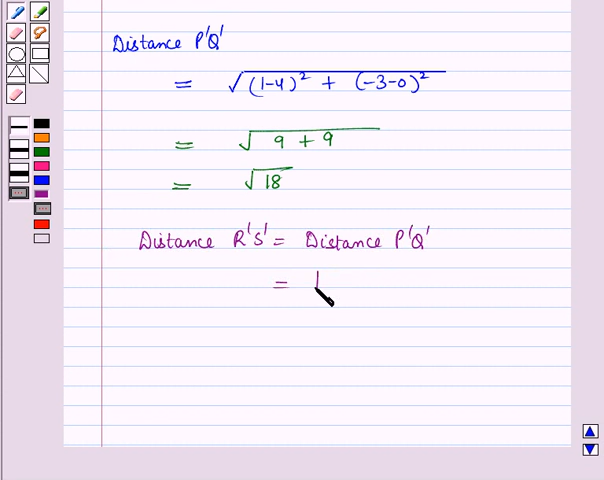 Distance P'Q'
= √(1-4)² + (-3-0)²
= √9 + 9
= √18
Distance R'S' = Distance P'Q'
=